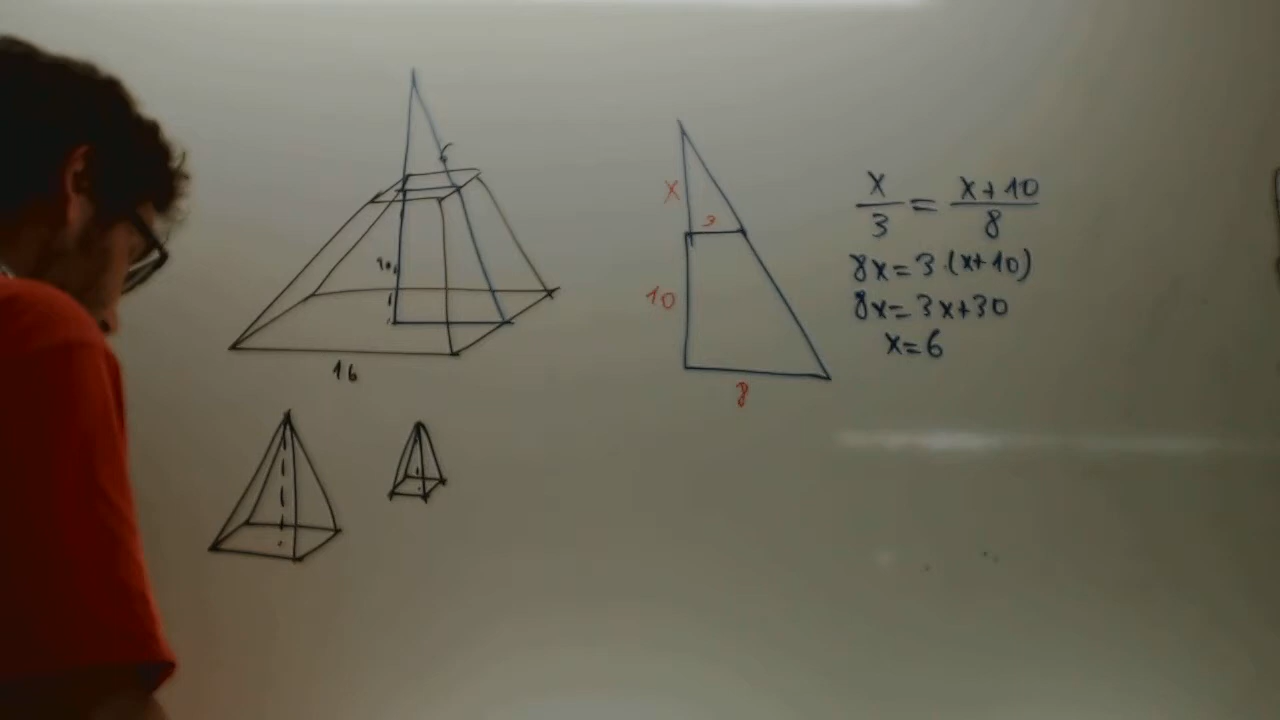 6
10
16
x
3
10
8
x/3 = x+10/8
8x=3·(x+10)
8x=3x+30
x=6